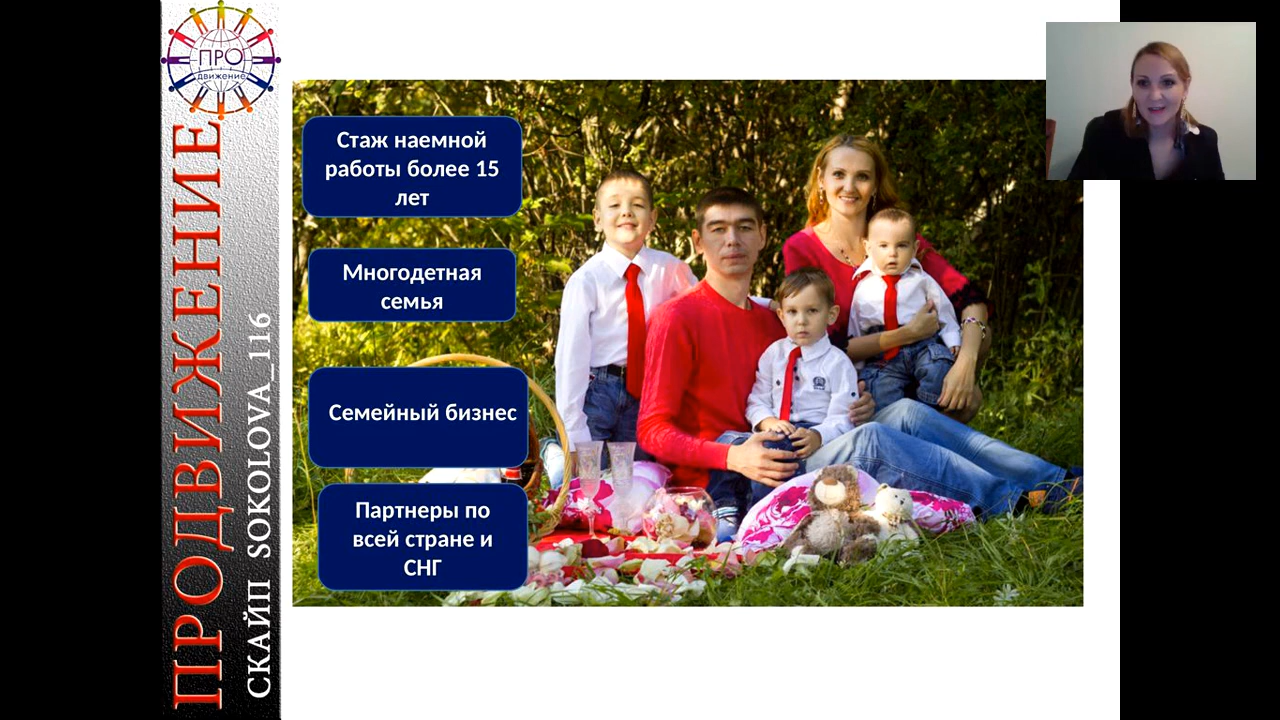 ПРО
движение
ПРОДВИЖЕНИЕ
СКАЙП SOKOLOVA_116
Стаж наемной
работы более 15
лет
Многодетная
семья
Семейный бизнес
Партнеры по
всей стране и
СНГ